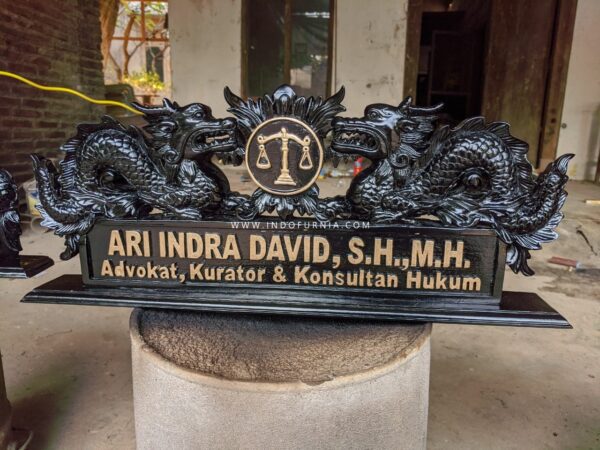 WWW.INDOFURNIA.COM
ARI INDRA DAVID, S.H.,M.H.
Advokat, Kurator & Konsultan Hukum